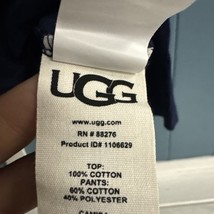 UGG
www.ugg.com
RN # 88276
Product ID# 1106629
TOP:
100% COTTON
PANTS:
60% COTTON
40% POLYESTER